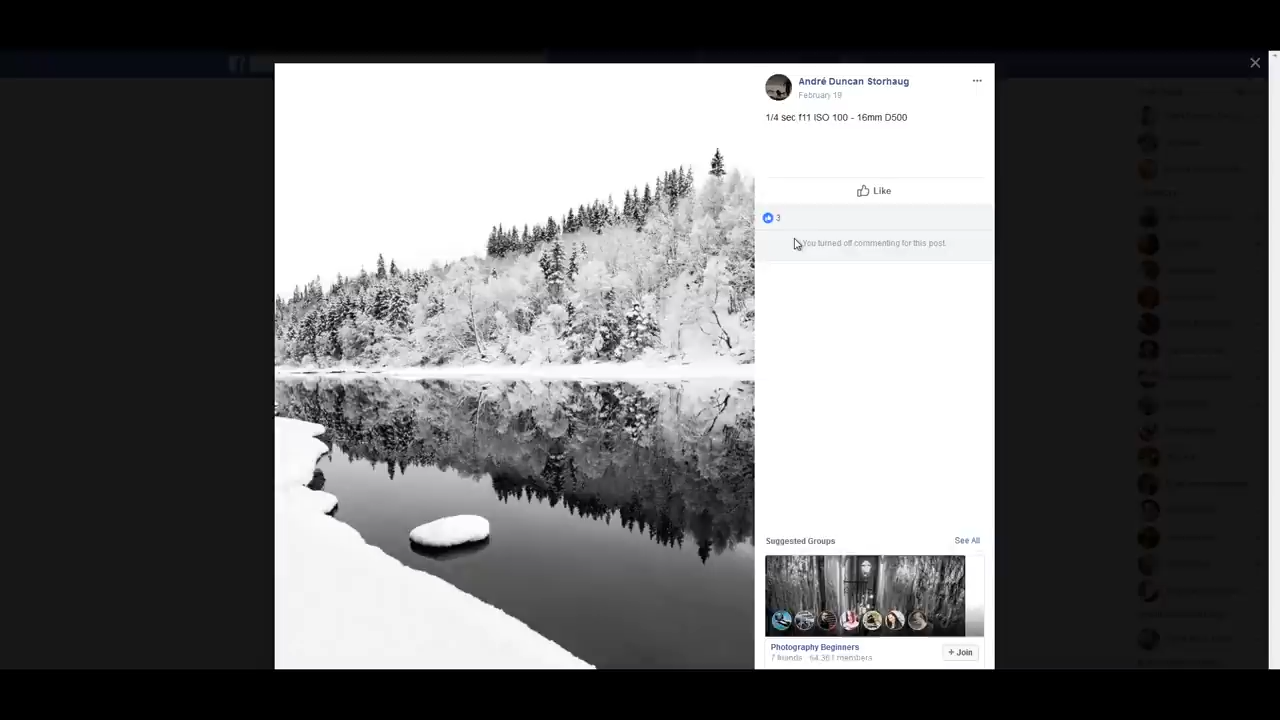 André Duncan Storhaug
February 19
1/4 sec f11 ISO 100 - 16mm D500
Like
3
You turned off commenting for this post.
Suggested Groups
See All
Photography Beginners
members
+ Join